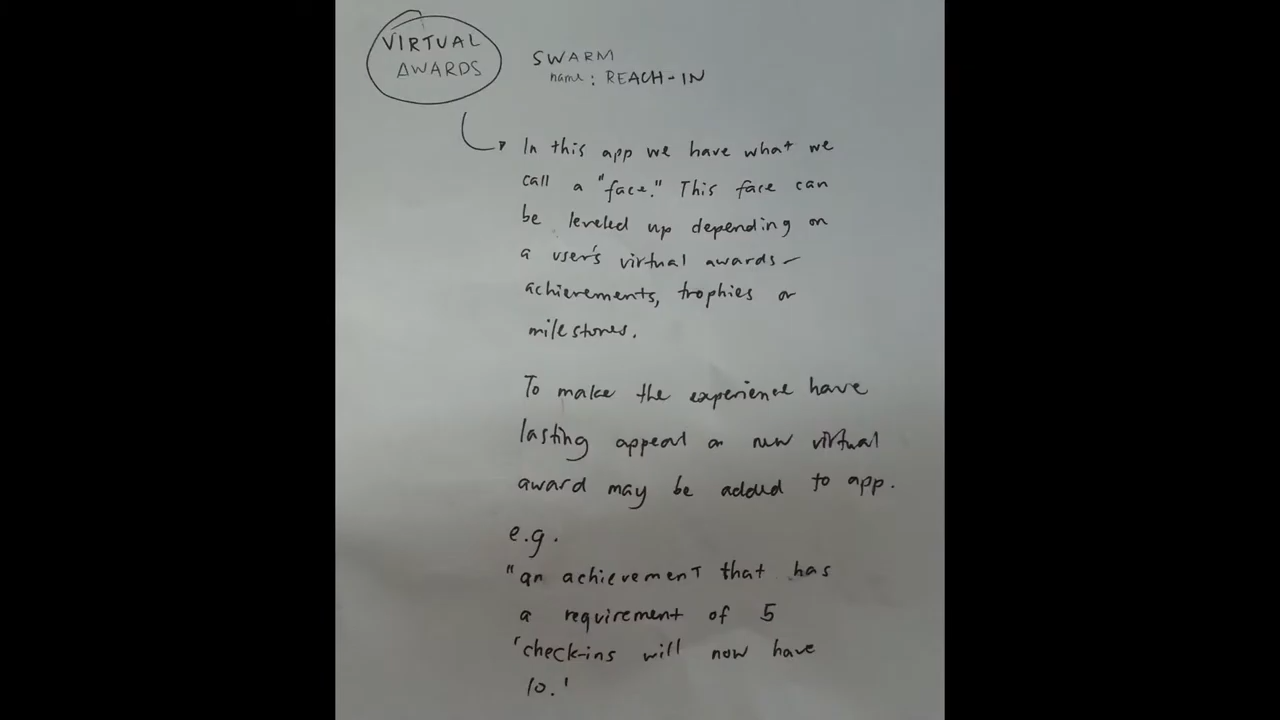 VIRTUAL
AWARDS
SWARM
name: REACH-IN
In this app we have what we
call a "face." This face can
be leveled up depending on
a user's virtual awards-
achievements, trophies or
milestones.
To make the experience have
lasting appeal a new virtual
award may be added to app.
e.g.
"an achievement that has
a requirement of 5
'check-ins will now have
10.'